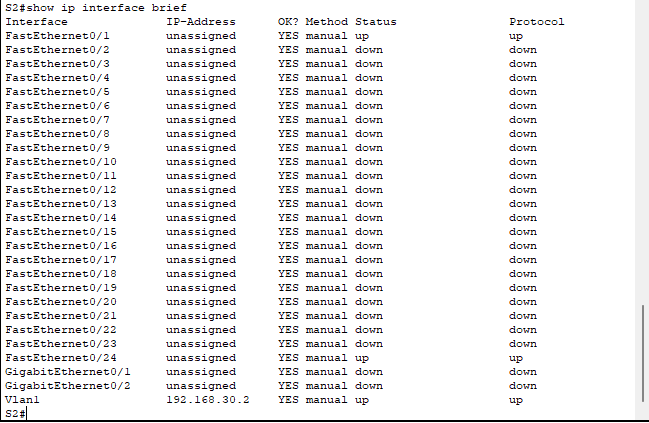 S2#show ip interface brief
Interface IP-Address OK? Method Status Protocol
FastEthernet0/1 unassigned YES manual up up
FastEthernet0/2 unassigned YES manual down down
FastEthernet0/3 unassigned YES manual down down
FastEthernet0/4 unassigned YES manual down down
FastEthernet0/5 unassigned YES manual down down
FastEthernet0/6 unassigned YES manual down down
FastEthernet0/7 unassigned YES manual down down
FastEthernet0/8 unassigned YES manual down down
FastEthernet0/9 unassigned YES manual down down
FastEthernet0/10 unassigned YES manual down down
FastEthernet0/11 unassigned YES manual down down
FastEthernet0/12 unassigned YES manual down down
FastEthernet0/13 unassigned YES manual down down
FastEthernet0/14 unassigned YES manual down down
FastEthernet0/15 unassigned YES manual down down
FastEthernet0/16 unassigned YES manual down down
FastEthernet0/17 unassigned YES manual down down
FastEthernet0/18 unassigned YES manual down down
FastEthernet0/19 unassigned YES manual down down
FastEthernet0/20 unassigned YES manual down down
FastEthernet0/21 unassigned YES manual down down
FastEthernet0/22 unassigned YES manual down down
FastEthernet0/23 unassigned YES manual down down
FastEthernet0/24 unassigned YES manual up up
GigabitEthernet0/1 unassigned YES manual down down
GigabitEthernet0/2 unassigned YES manual down down
Vlan1 192.168.30.2 YES manual up up
S2#